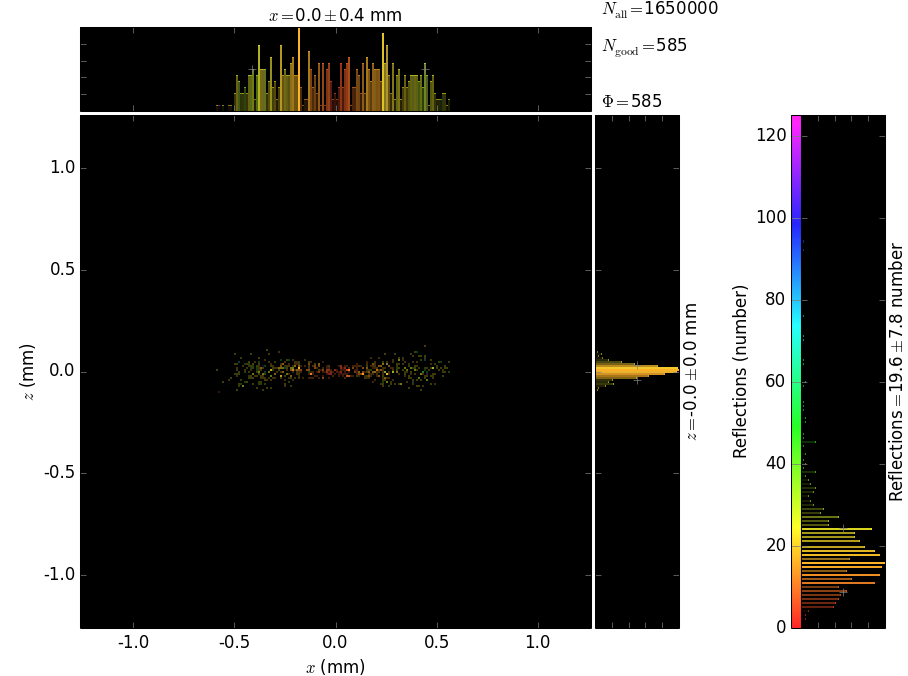 x=0.0±0.4 mm
N_all=1650000
N_good=585
Φ=585
1.0
0.5
0.0
-0.5
-1.0
z (mm)
-1.0
-0.5
0.0
0.5
1.0
x (mm)
z=-0.0±0.0 mm
120
100
80
60
40
20
0
Reflections (number)
Reflections=19.6±7.8 number